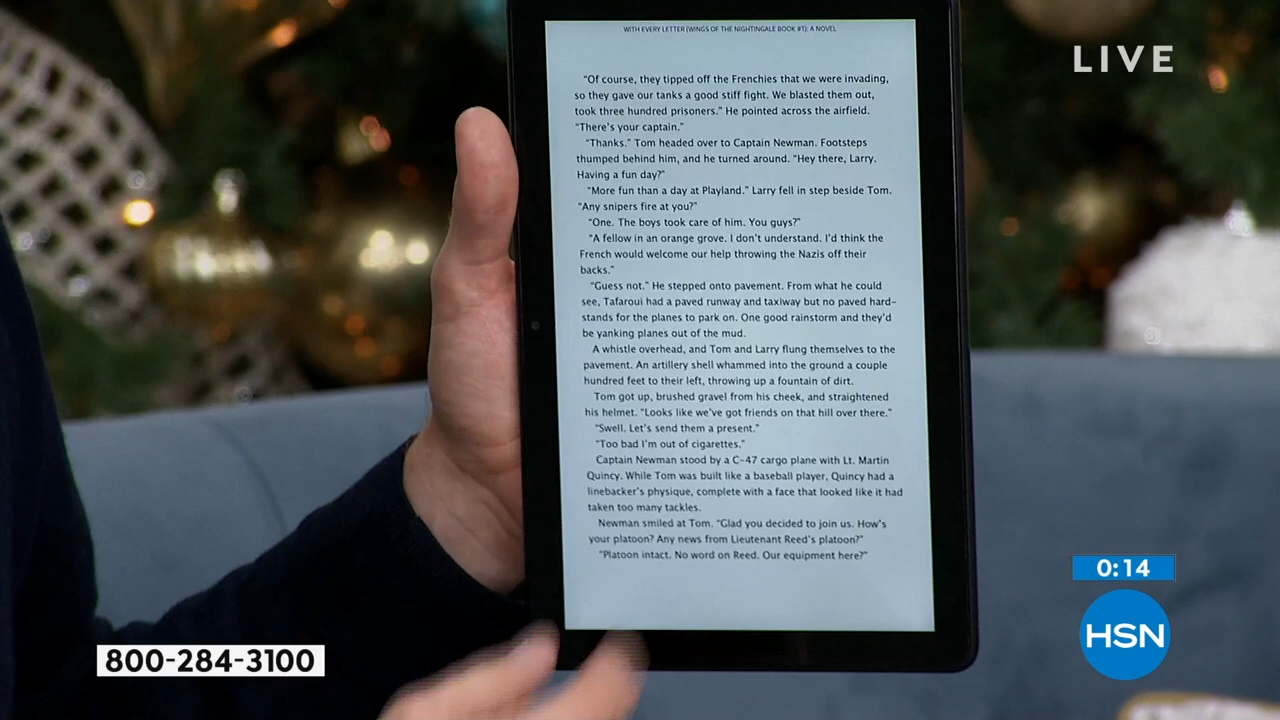 WITH EVERY LETTER (WINGS OF THE NIGHTINGALE BOOK #1): A NOVEL
LIVE
“Of course, they tipped off the Frenchies that we were invading,
so they gave our tanks a good stiff fight. We blasted them out,
took three hundred prisoners.” He pointed across the airfield.
“There’s your captain.”
“Thanks.” Tom headed over to Captain Newman. Footsteps
thumped behind him, and he turned around. “Hey there, Larry.
Having a fun day?”
“More fun than a day at Playland.” Larry fell in step beside Tom.
“Any snipers fire at you?”
“One. The boys took care of him. You guys?”
“A fellow in an orange grove. I don’t understand. I’d think the
French would welcome our help throwing the Nazis off their
backs.”
“Guess not.” He stepped onto pavement. From what he could
see, Tafaroui had a paved runway and taxiway but no paved hard-
stands for the planes to park on. One good rainstorm and they’d
be yanking planes out of the mud.
A whistle overhead, and Tom and Larry flung themselves to the
pavement. An artillery shell whammed into the ground a couple
hundred feet to their left, throwing up a fountain of dirt.
Tom got up, brushed gravel from his cheek, and straightened
his helmet. “Looks like we’ve got friends on that hill over there.”
“Swell. Let’s send them a present.”
“Too bad I’m out of cigarettes.”
Captain Newman stood by a C-47 cargo plane with Lt. Martin
Quincy. While Tom was built like a baseball player, Quincy had a
linebacker’s physique, complete with a face that looked like it had
taken too many tackles.
Newman smiled at Tom. “Glad you decided to join us. How’s
your platoon? Any news from Lieutenant Reed’s platoon?”
“Platoon intact. No word on Reed. Our equipment here?”
0:14
HSN
800-284-3100